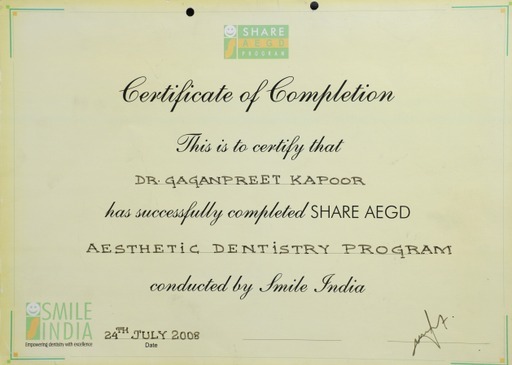 SHARE
AEGD
PROGRAM
Certificate of Completion
This is to certify that
DR. GAGANPREET KAPOOR
has successfully completed SHARE AEGD
AESTHETIC DENTISTRY PROGRAM
conducted by Smile India
SMILE
INDIA
Empowering dentists with excellence
24TH JULY 2008
Date